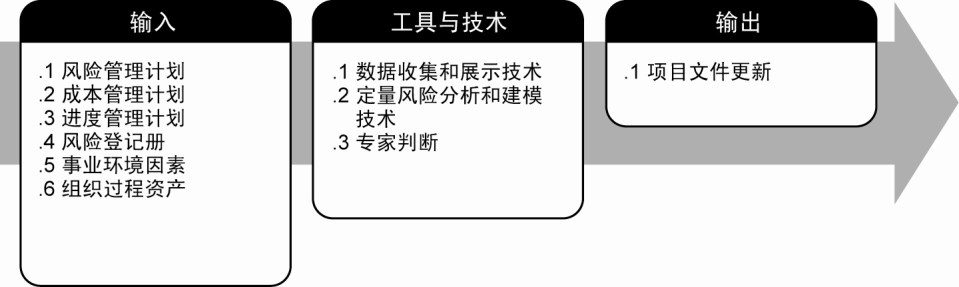 输入
.1 风险管理计划
.2 成本管理计划
.3 进度管理计划
.4 风险登记册
.5 事业环境因素
.6 组织过程资产
工具与技术
.1 数据收集和展示技术
.2 定量风险分析和建模
技术
.3 专家判断
输出
.1 项目文件更新